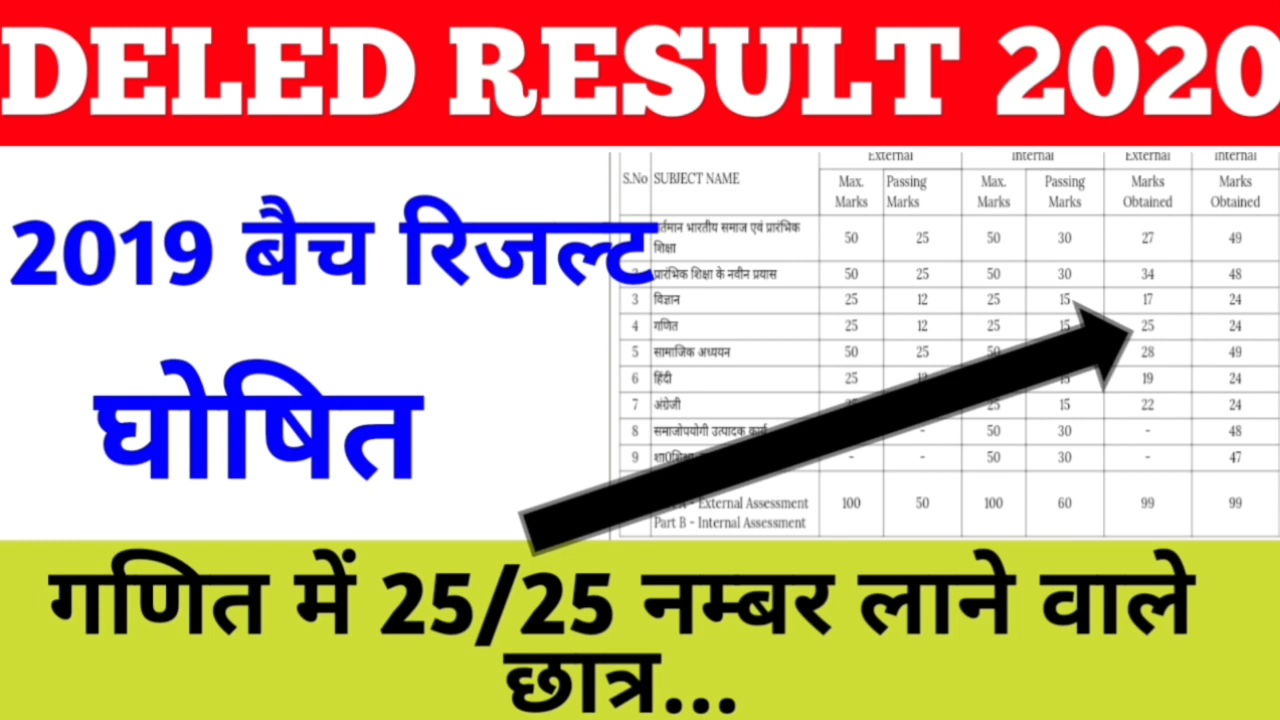 DELED RESULT 2020
2019 बैच रिजल्ट
घोषित
External Internal External Internal
S.No SUBJECT NAME Max. Marks Passing Marks Max. Marks Passing Marks Marks Obtained Marks Obtained
भारतीय समाज एवं प्रारंभिक शिक्षा 50 25 50 30 27 49
प्रारंभिक शिक्षा के नवीन प्रयास 50 25 50 30 34 48
3 विज्ञान 25 12 25 15 17 24
4 गणित 25 12 25 15 25 24
5 सामाजिक अध्ययन 50 25 50 28 49
6 हिंदी 25 12 15 19 24
7 अंग्रेजी 25 15 22 24
8 समाजोपयोगी उत्पादक कार्य - 50 30 - 48
9 - - 50 30 - 47
- External Assessment
Part B - Internal Assessment 100 50 100 60 99 99
गणित में 25/25 नम्बर लाने वाले
छात्र...